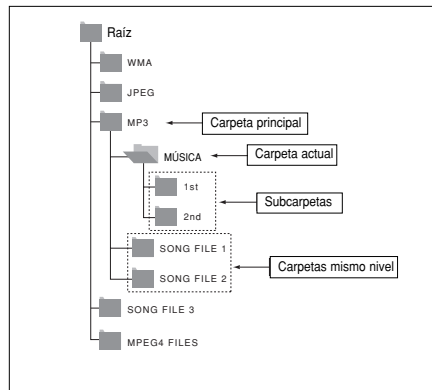 Raíz
WMA
JPEG
MP3
Carpeta principal
MÚSICA
Carpeta actual
1st
Subcarpetas
2nd
SONG FILE 1
Carpetas mismo nivel
SONG FILE 2
SONG FILE 3
MPEG4 FILES